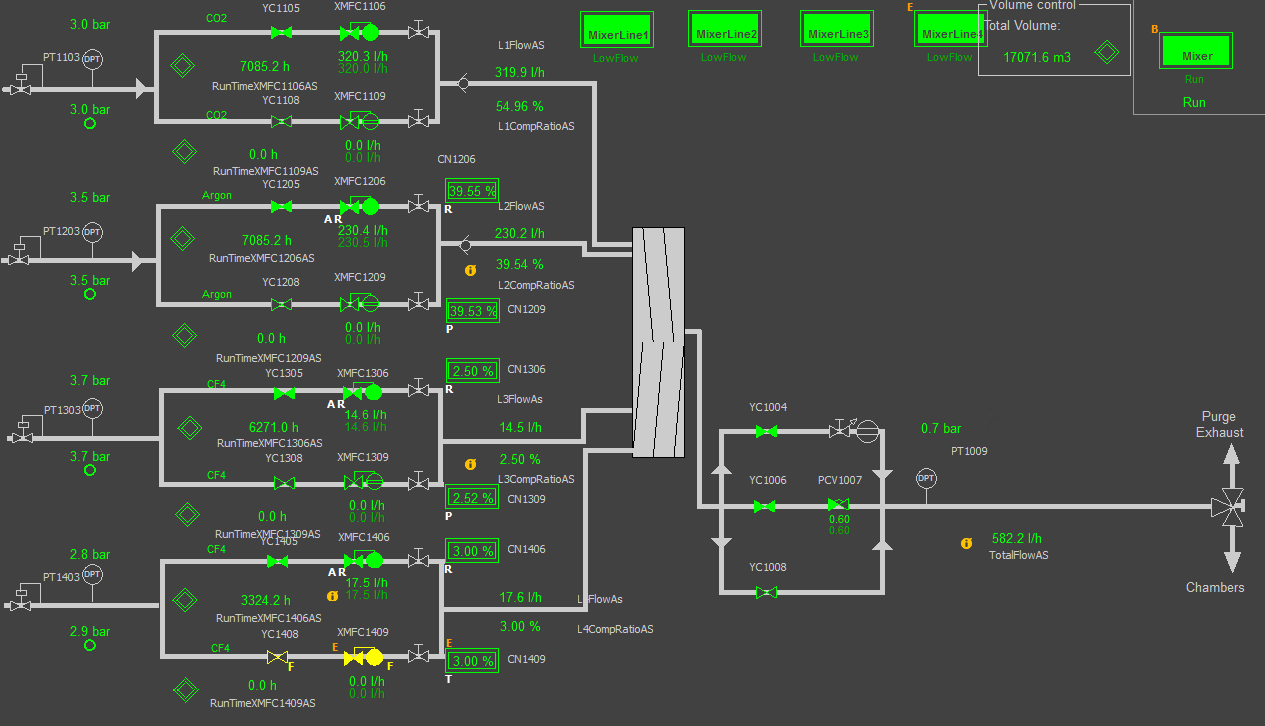 CO2
YC1105
XMFC1106
3.0 bar
PT1103
DPT
320.3 l/h
320.0 l/h
7085.2 h
RunTimeXMFC1106AS
YC1108
XMFC1109
3.0 bar
CO2
0.0 l/h
0.0 l/h
0.0 h
RunTimeXMFC1109AS
L1FlowAS
319.9 l/h
54.96 %
L1CompRatioAS
MixerLine1
LowFlow
MixerLine2
LowFlow
MixerLine3
LowFlow
E
MixerLine4
LowFlow
Volume control
Total Volume:
17071.6 m3
B
Mixer
Run
Run
YC1205
XMFC1206
CN1206
3.5 bar
Argon
39.55 %
R
AR
PT1203
DPT
230.4 l/h
230.5 l/h
7085.2 h
RunTimeXMFC1206AS
L2FlowAS
230.2 l/h
39.54 %
L2CompRatioAS
3.5 bar
YC1208
XMFC1209
Argon
39.53 %
CN1209
P
0.0 l/h
0.0 l/h
0.0 h
RunTimeXMFC1209AS
YC1305
XMFC1306
2.50 %
CN1306
R
3.7 bar
CF4
AR
PT1303
DPT
14.6 l/h
14.6 l/h
6271.0 h
RunTimeXMFC1306AS
L3FlowAs
14.5 l/h
2.50 %
L3CompRatioAS
3.7 bar
YC1308
XMFC1309
CF4
2.52 %
CN1309
P
0.0 l/h
0.0 l/h
0.0 h
RunTimeXMFC1309AS
YC1405
XMFC1406
3.00 %
CN1406
R
2.8 bar
CF4
AR
PT1403
DPT
17.5 l/h
17.5 l/h
3324.2 h
RunTimeXMFC1406AS
17.6 l/h
FlowAs
3.00 %
L4CompRatioAS
2.9 bar
YC1408
XMFC1409
CF4
F
E
F
E
3.00 %
CN1409
T
0.0 l/h
0.0 l/h
0.0 h
RunTimeXMFC1409AS
YC1004
0.7 bar
PT1009
DPT
YC1006
PCV1007
0.60
0.60
582.2 l/h
TotalFlowAS
YC1008
Purge
Exhaust
Chambers